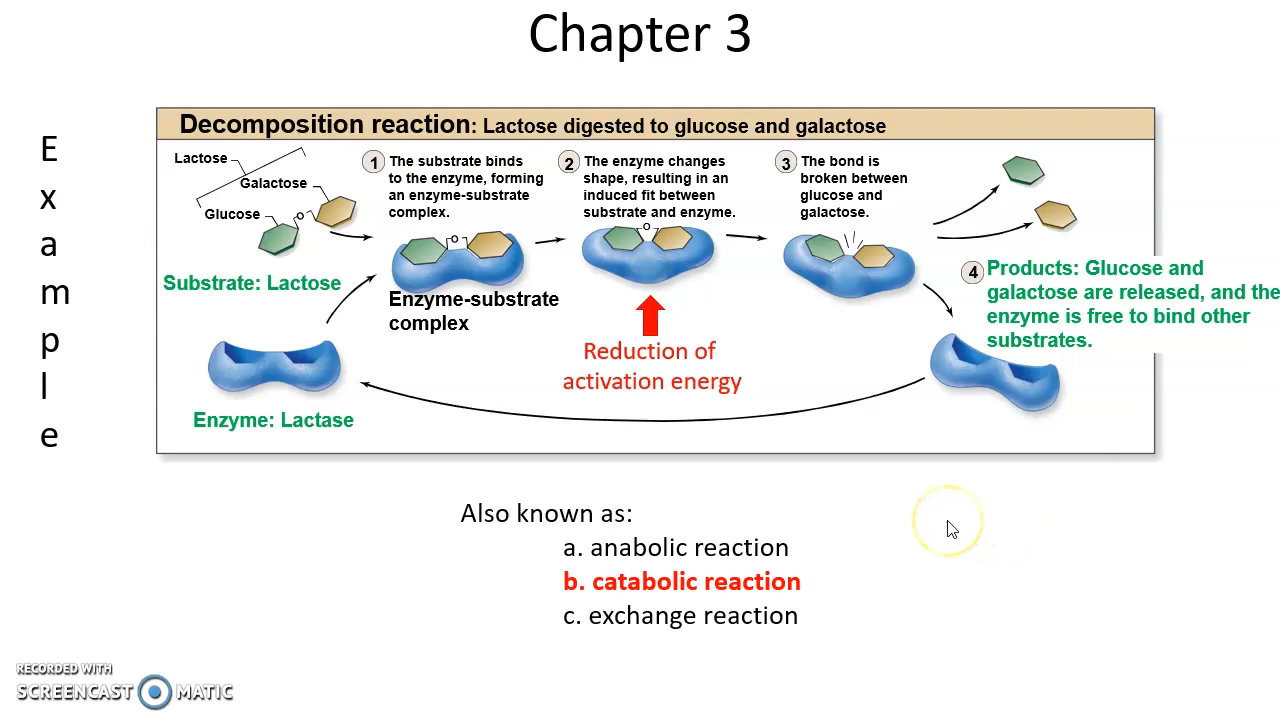 Chapter 3
E
x
a
m
p
l
e
Decomposition reaction: Lactose digested to glucose and galactose
Lactose
Galactose
Glucose
O
Substrate: Lactose
Enzyme: Lactase
1
The substrate binds
to the enzyme, forming
an enzyme-substrate
complex.
O
Enzyme-substrate
complex
2
The enzyme changes
shape, resulting in an
induced fit between
substrate and enzyme.
O
Reduction of
activation energy
3
The bond is
broken between
glucose and
galactose.
4
Products: Glucose and
galactose are released, and the
enzyme is free to bind other
substrates.
Also known as:
a. anabolic reaction
b. catabolic reaction
c. exchange reaction
RECORDED WITH
SCREENCAST MATIC